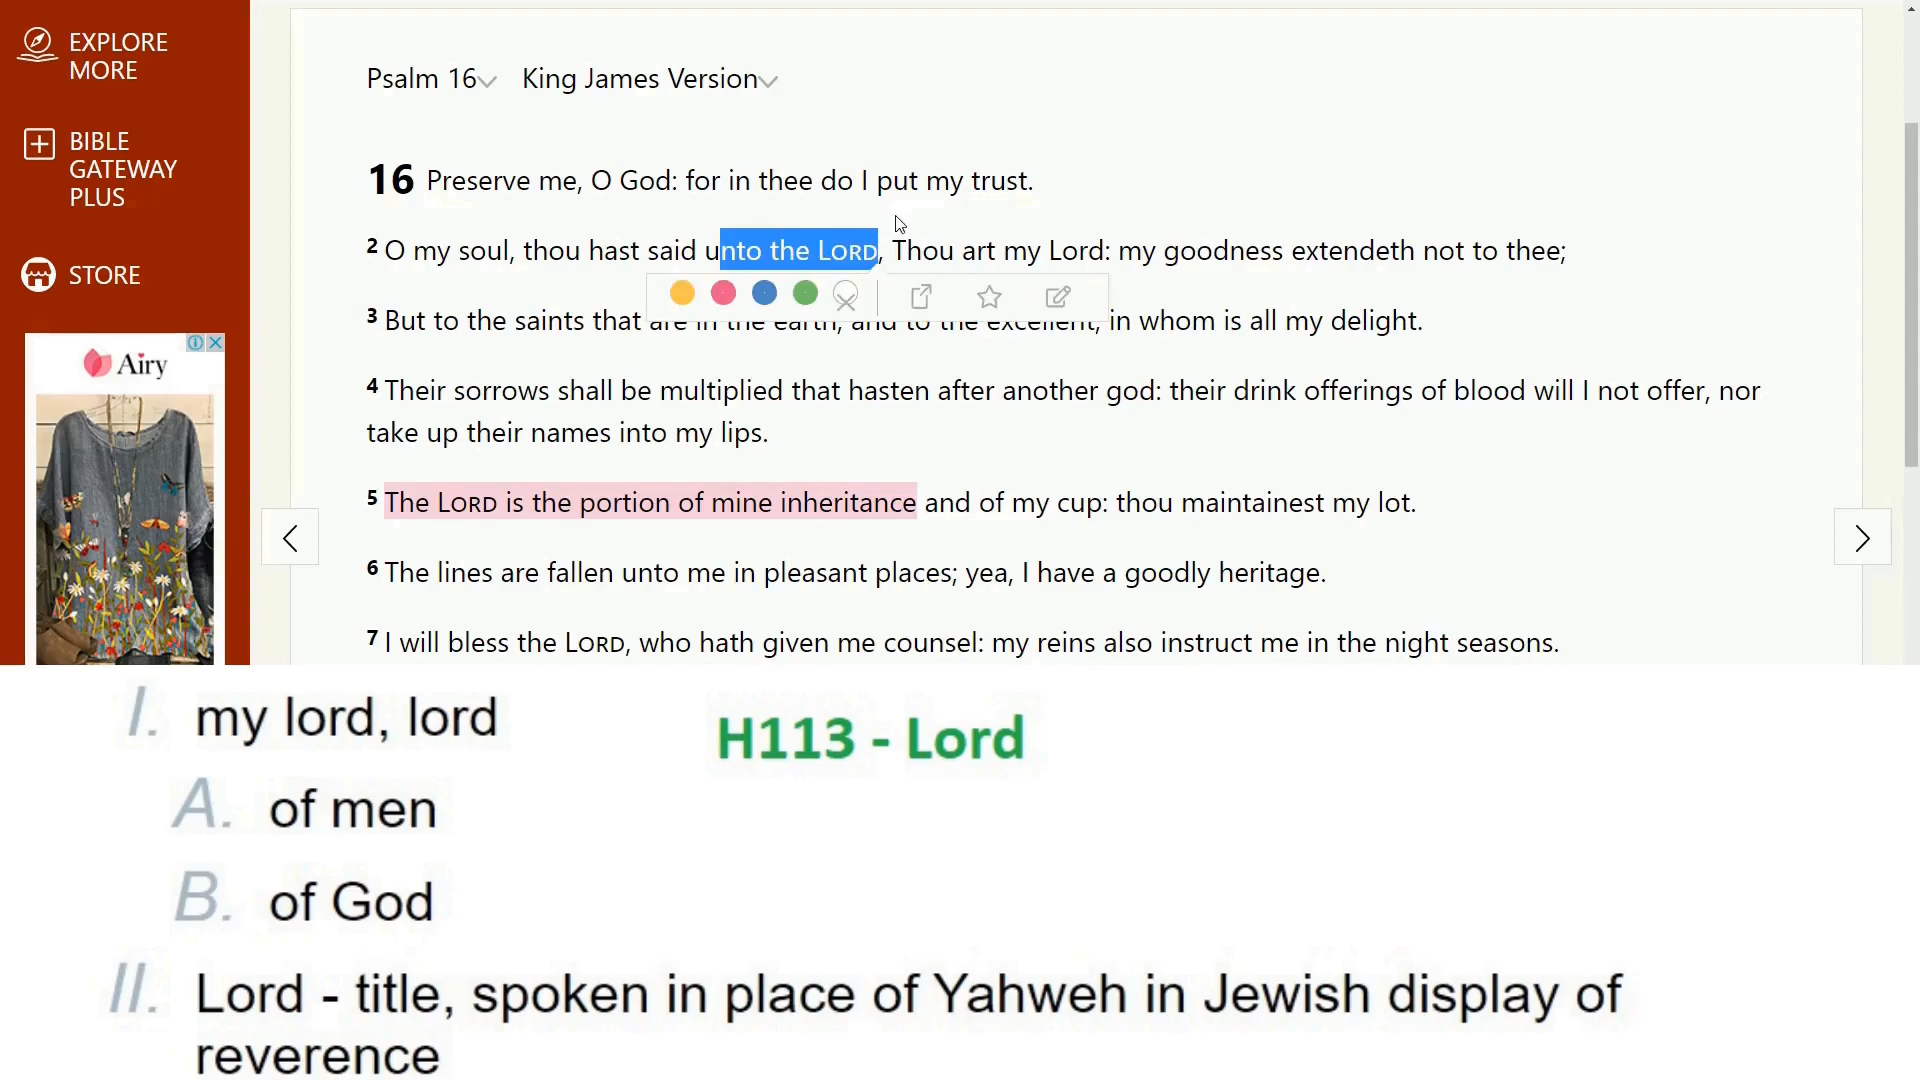 EXPLORE
MORE
BIBLE
GATEWAY
PLUS
STORE
Airy
Psalm 16 King James Version
16 Preserve me, O God: for in thee do I put my trust.
2 O my soul, thou hast said unto the LORD, Thou art my Lord: my goodness extendeth not to thee;
3 But to the saints that are in the earth, and to the excellent, in whom is all my delight.
4 Their sorrows shall be multiplied that hasten after another god: their drink offerings of blood will I not offer, nor
take up their names into my lips.
5 The LORD is the portion of mine inheritance and of my cup: thou maintainest my lot.
6 The lines are fallen unto me in pleasant places; yea, I have a goodly heritage.
7 I will bless the LORD, who hath given me counsel: my reins also instruct me in the night seasons.
I. my lord, lord
H113 - Lord
A. of men
B. of God
II. Lord - title, spoken in place of Yahweh in Jewish display of
reverence